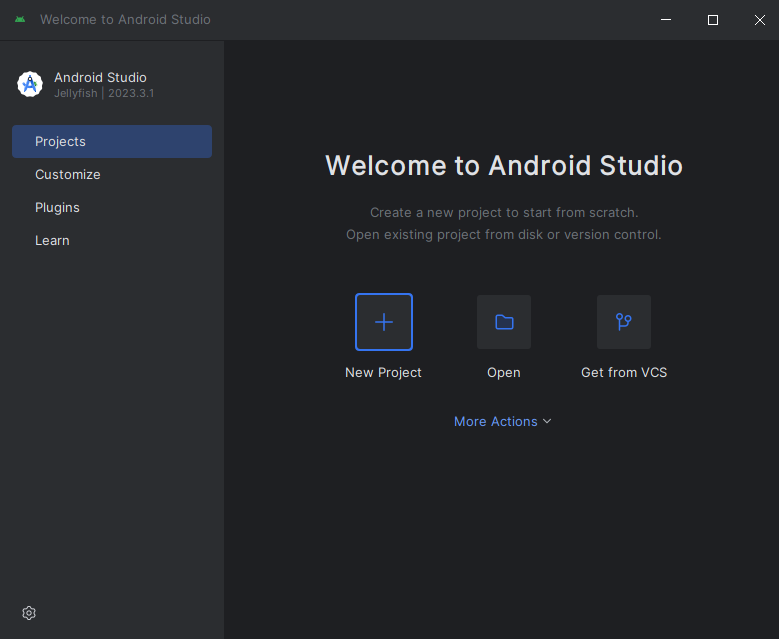 Welcome to Android Studio
Android Studio
Jellyfish | 2023.3.1
Projects
Customize
Plugins
Learn
Welcome to Android Studio
Create a new project to start from scratch.
Open existing project from disk or version control.
New Project
Open
Get from VCS
More Actions